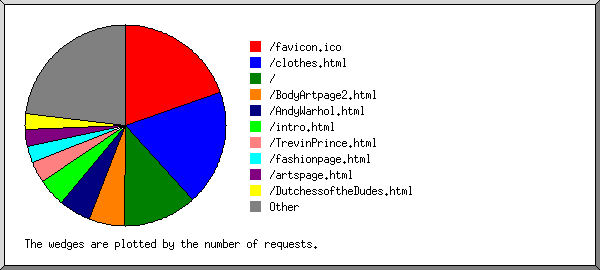 /favicon.ico
/clothes.html
/
/BodyArtpage2.html
/AndyWarhol.html
/intro.html
/TrevinPrince.html
/fashionpage.html
/artspage.html
/DutchessoftheDudes.html
Other
The wedges are plotted by the number of requests.